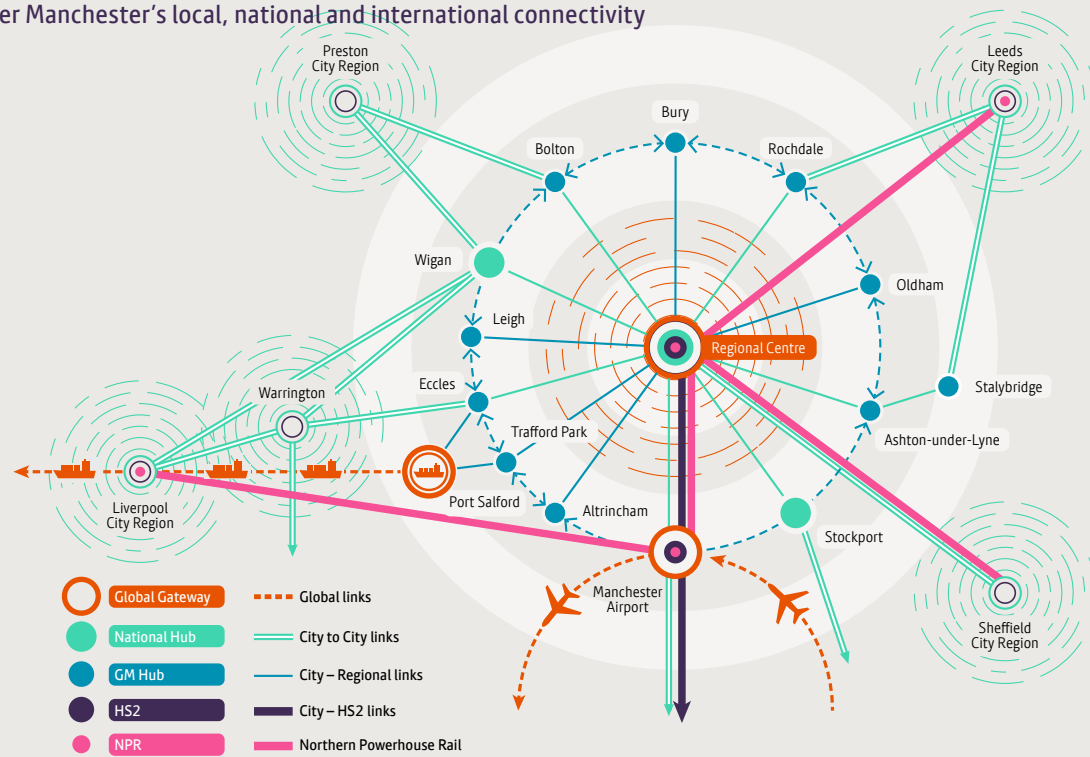 er Manchester's local, national and international connectivity
Preston
City Region
Leeds
City Region
Bury
Bolton
Rochdale
Wigan
Oldham
Leigh
Regional Centre
Eccles
Warrington
Stalybridge
Trafford Park
Ashton-under-Lyne
Port Salford
Altrincham
Liverpool
City Region
Stockport
Manchester
Airport
Sheffield
City Region
Global Gateway
Global links
National Hub
City to City links
GM Hub
City – Regional links
HS2
City – HS2 links
NPR
Northern Powerhouse Rail